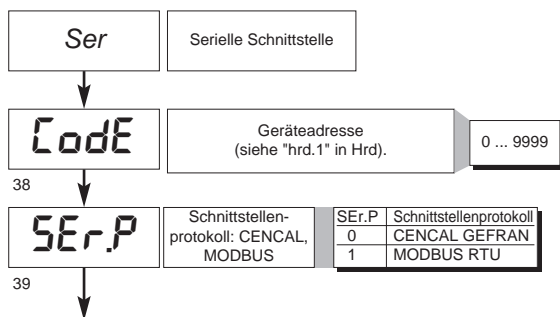 Ser
Serielle Schnittstelle
CodE
Geräteadresse
(siehe "hrd.1" in Hrd).
0 ... 9999
38
SEr.P
Schnittstellen-
protokoll: CENCAL,
MODBUS
SEr.P Schnittstellenprotokoll
0 CENCAL GEFRAN
1 MODBUS RTU
39